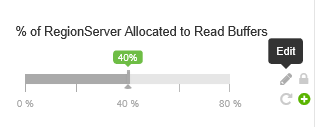 % of RegionServer Allocated to Read Buffers
Edit
40%
0 %
40 %
80 %